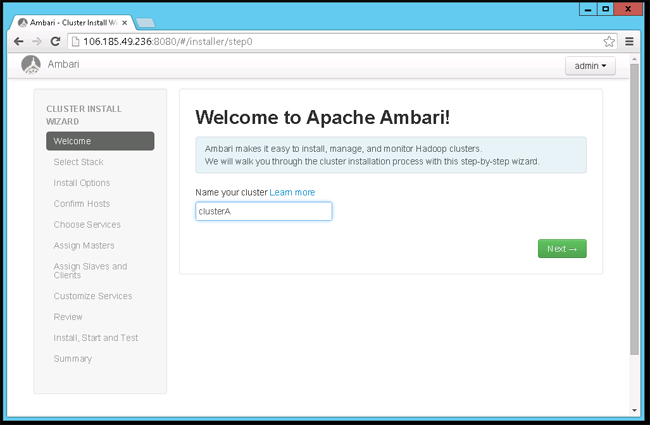 Ambari - Cluster Install Wi
106.185.49.236:8080/#/installer/step0
Ambari
admin
CLUSTER INSTALL
WIZARD
Welcome
Select Stack
Install Options
Confirm Hosts
Choose Services
Assign Masters
Assign Slaves and
Clients
Customize Services
Review
Install, Start and Test
Summary
Welcome to Apache Ambari!
Ambari makes it easy to install, manage, and monitor Hadoop clusters.
We will walk you through the cluster installation process with this step-by-step wizard.
Name your cluster Learn more
clusterA
Next →